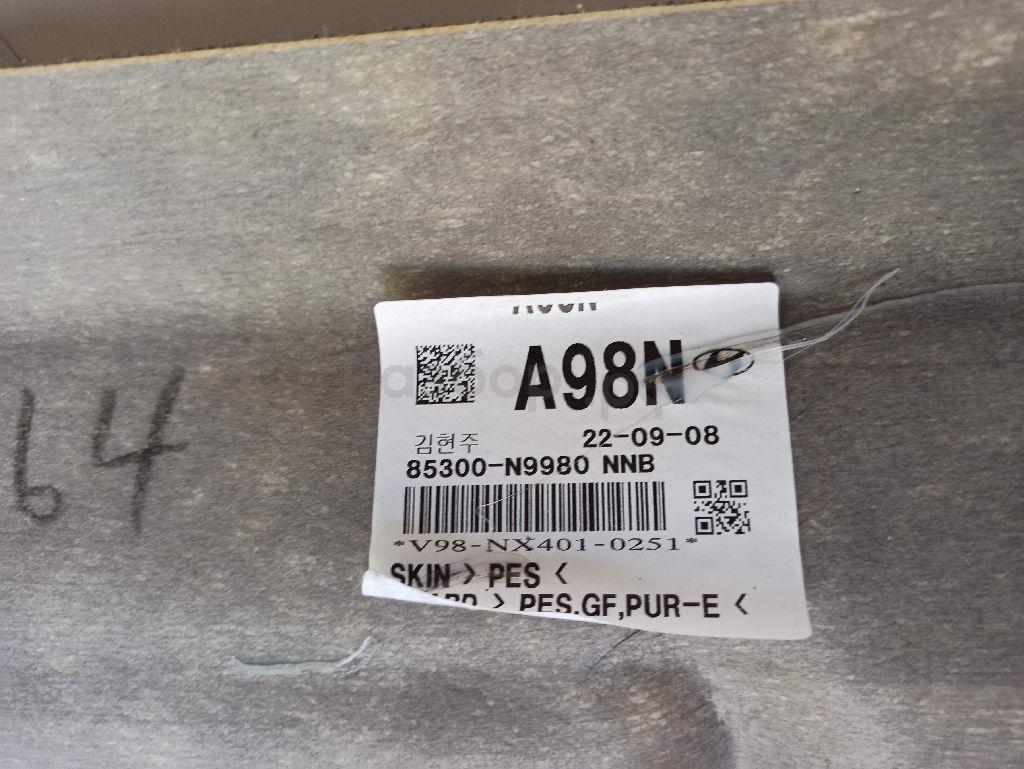 A98N
김현주 22-09-08
85300-N9980 NNB
*V98-NX401-0251*
SKIN > PES <
> PES,GF,PUR-E <
64